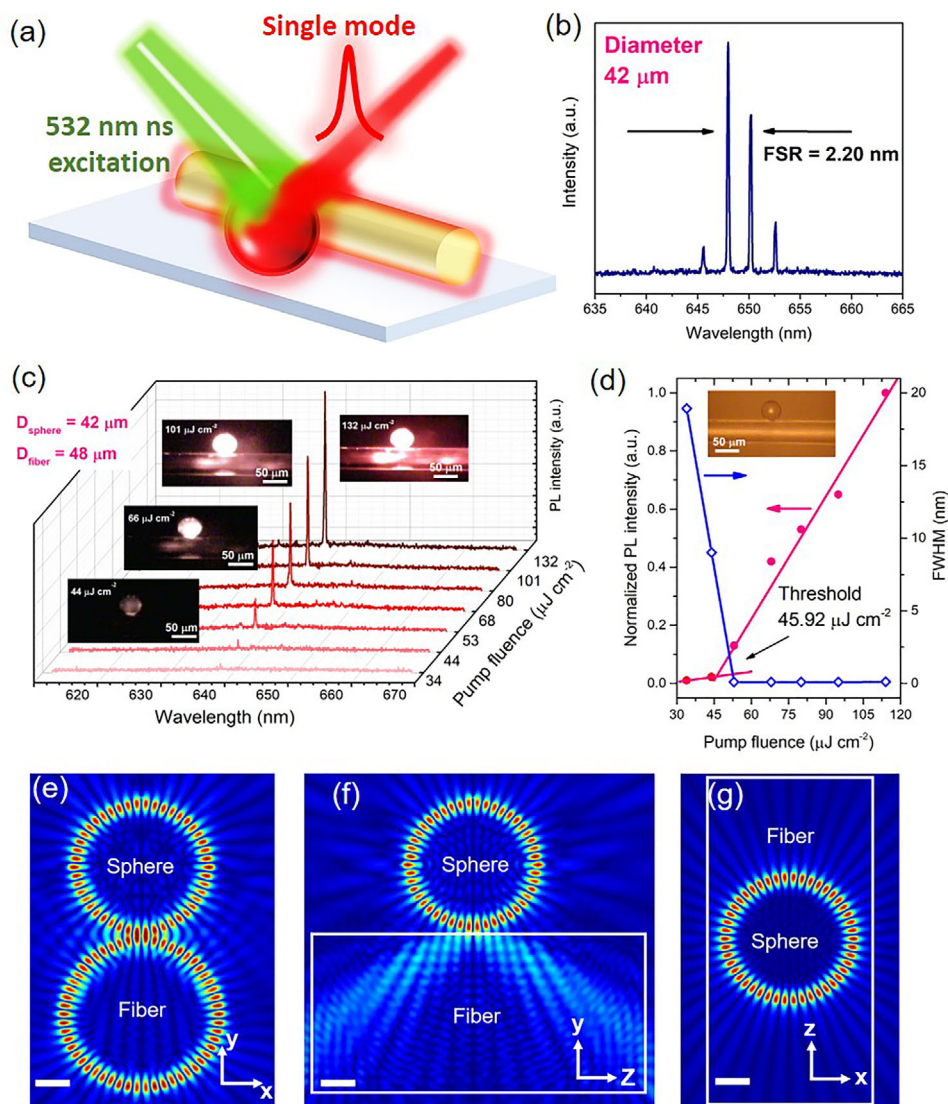 (a)
Single mode
532 nm ns
excitation
(b)
Diameter
42 μm
FSR = 2.20 nm
Intensity (a.u.)
635 640 645 650 655 660 665
Wavelength (nm)
(c)
D sphere = 42 μm
D fiber = 48 μm
101 μJ cm-2
50 μm
132 μJ cm-2
50 μm
66 μJ cm-2
50 μm
44 μJ cm-2
50 μm
PL intensity (a.u.)
132
101
80
68
53
44
34
Pump fluence (μJ cm-2)
620 630 640 650 660 670
Wavelength (nm)
(d)
1.0
0.8
0.6
0.4
0.2
0.0
Normalized PL intensity (a.u.)
50 μm
Threshold
45.92 μJ cm-2
20
15
10
5
0
FWHM (nm)
30 45 60 75 90 105 120
Pump fluence (μJ cm-2)
(e)
Sphere
Fiber
y
x
(f)
Sphere
Fiber
y
z
(g)
Fiber
Sphere
z
x